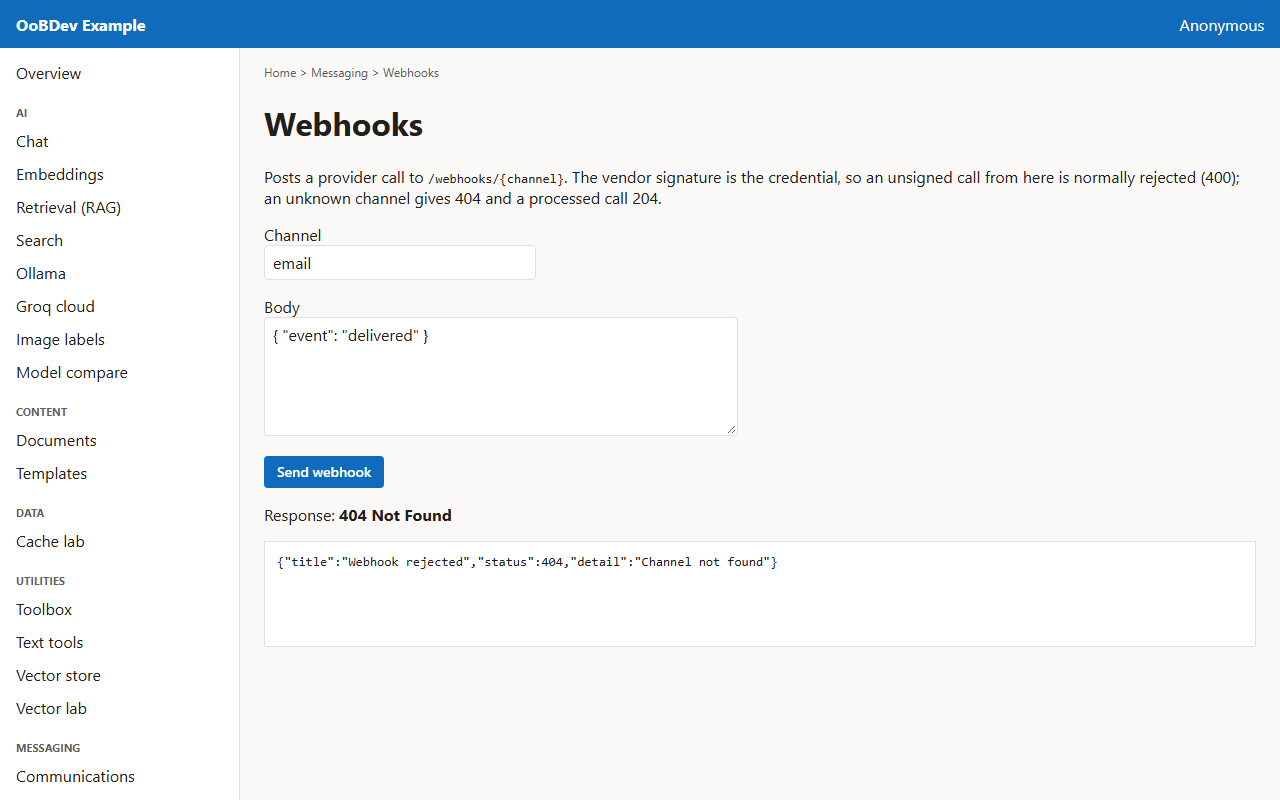 OoBDev Example
Anonymous
Overview
AI
Chat
Embeddings
Retrieval (RAG)
Search
Ollama
Groq cloud
Image labels
Model compare
CONTENT
Documents
Templates
DATA
Cache lab
UTILITIES
Toolbox
Text tools
Vector store
Vector lab
MESSAGING
Communications
Home > Messaging > Webhooks
Webhooks
Posts a provider call to /webhooks/{channel}. The vendor signature is the credential, so an unsigned call from here is normally rejected (400);
an unknown channel gives 404 and a processed call 204.
Channel
email
Body
{ "event": "delivered" }
Send webhook
Response: 404 Not Found
{"title":"Webhook rejected","status":404,"detail":"Channel not found"}